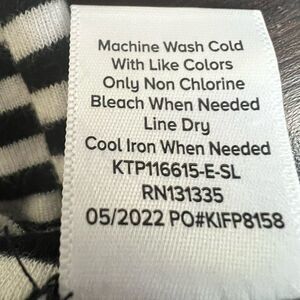 Machine Wash Cold
With Like Colors
Only Non Chlorine
Bleach When Needed
Line Dry
Cool Iron When Needed
KTP116615-E-SL
RN131335
05/2022 PO#KIFP8158